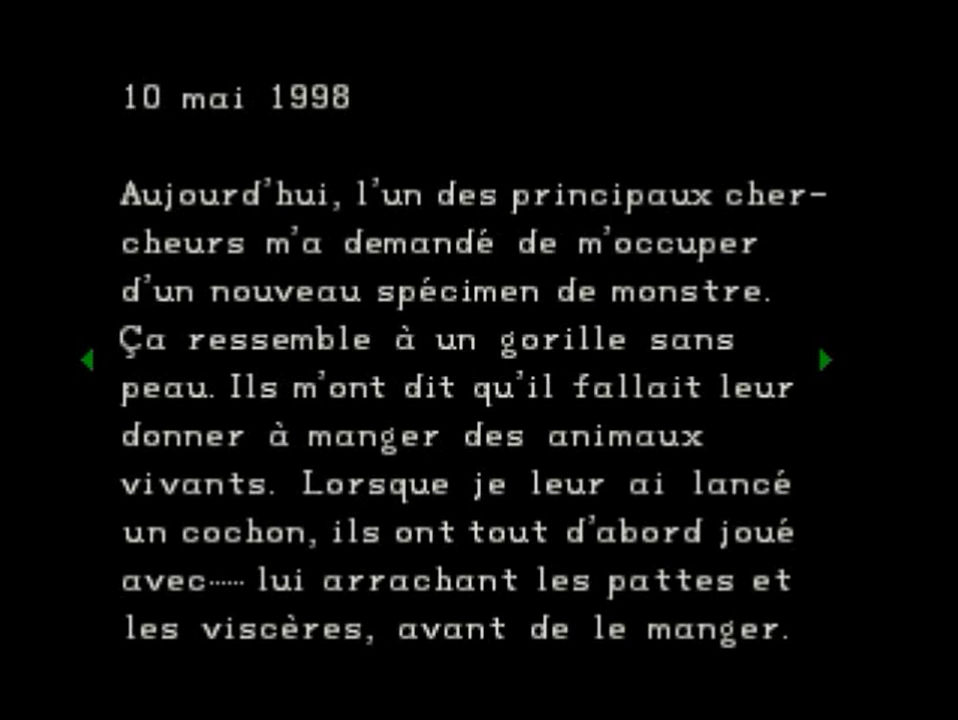 10 mai 1998
Aujourd'hui, l'un des principaux cher-
cheurs m'a demandé de m'occuper
d'un nouveau spécimen de monstre.
Ça ressemble à un gorille sans
peau. Ils m'ont dit qu'il fallait leur
donner à manger des animaux
vivants. Lorsque je leur ai lancé
un cochon, ils ont tout d'abord joué
avec…… lui arrachant les pattes et
les viscères, avant de le manger.